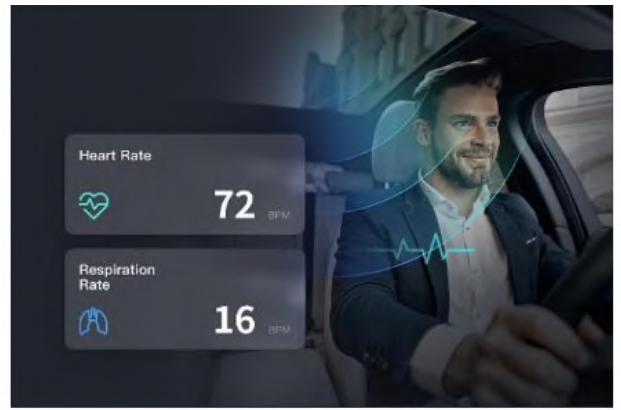 Heart Rate
72 BPM
Respiration
Rate
16 BPM